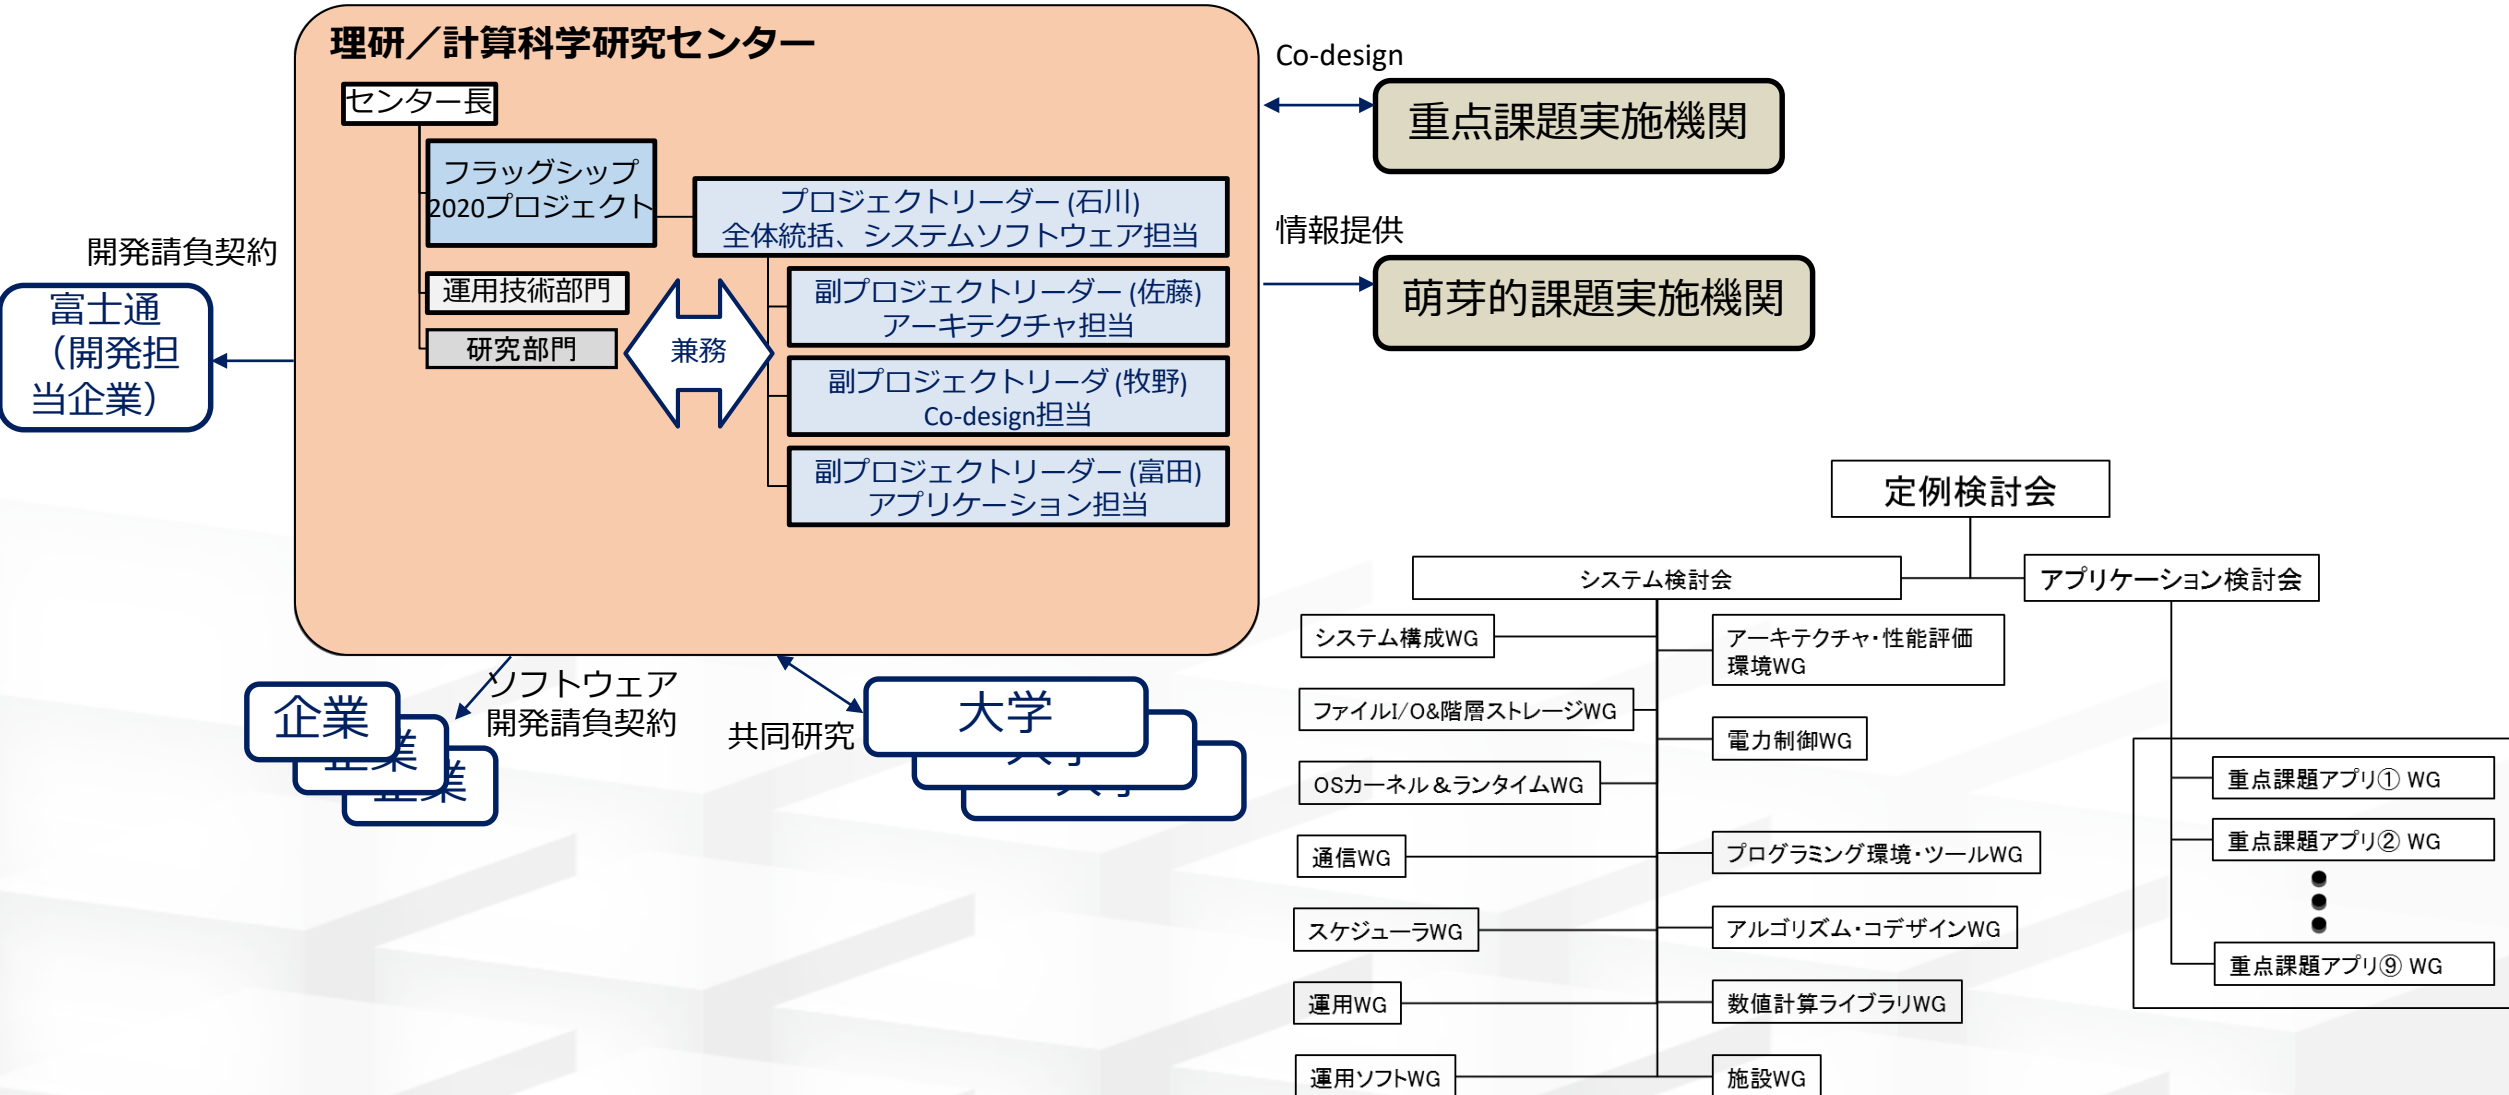 理研／計算科学研究センター
センター長
フラッグシップ
2020プロジェクト
プロジェクトリーダー (石川)
全体統括、システムソフトウェア担当
運用技術部門
研究部門
兼務
副プロジェクトリーダー (佐藤)
アーキテクチャ担当
副プロジェクトリーダ (牧野)
Co-design担当
副プロジェクトリーダー (富田)
アプリケーション担当
開発請負契約
富士通
（開発担
当企業）
Co-design
重点課題実施機関
情報提供
萌芽的課題実施機関
ソフトウェア
開発請負契約
企業
企業
企業
共同研究
大学
大学
大学
定例検討会
システム検討会
アプリケーション検討会
システム構成WG
ファイルI/O&階層ストレージWG
OSカーネル＆ランタイムWG
通信WG
スケジューラWG
運用WG
運用ソフトWG
アーキテクチャ・性能評価
環境WG
電力制御WG
プログラミング環境・ツールWG
アルゴリズム・コデザインWG
数値計算ライブラリWG
施設WG
重点課題アプリ① WG
重点課題アプリ② WG
重点課題アプリ⑨ WG